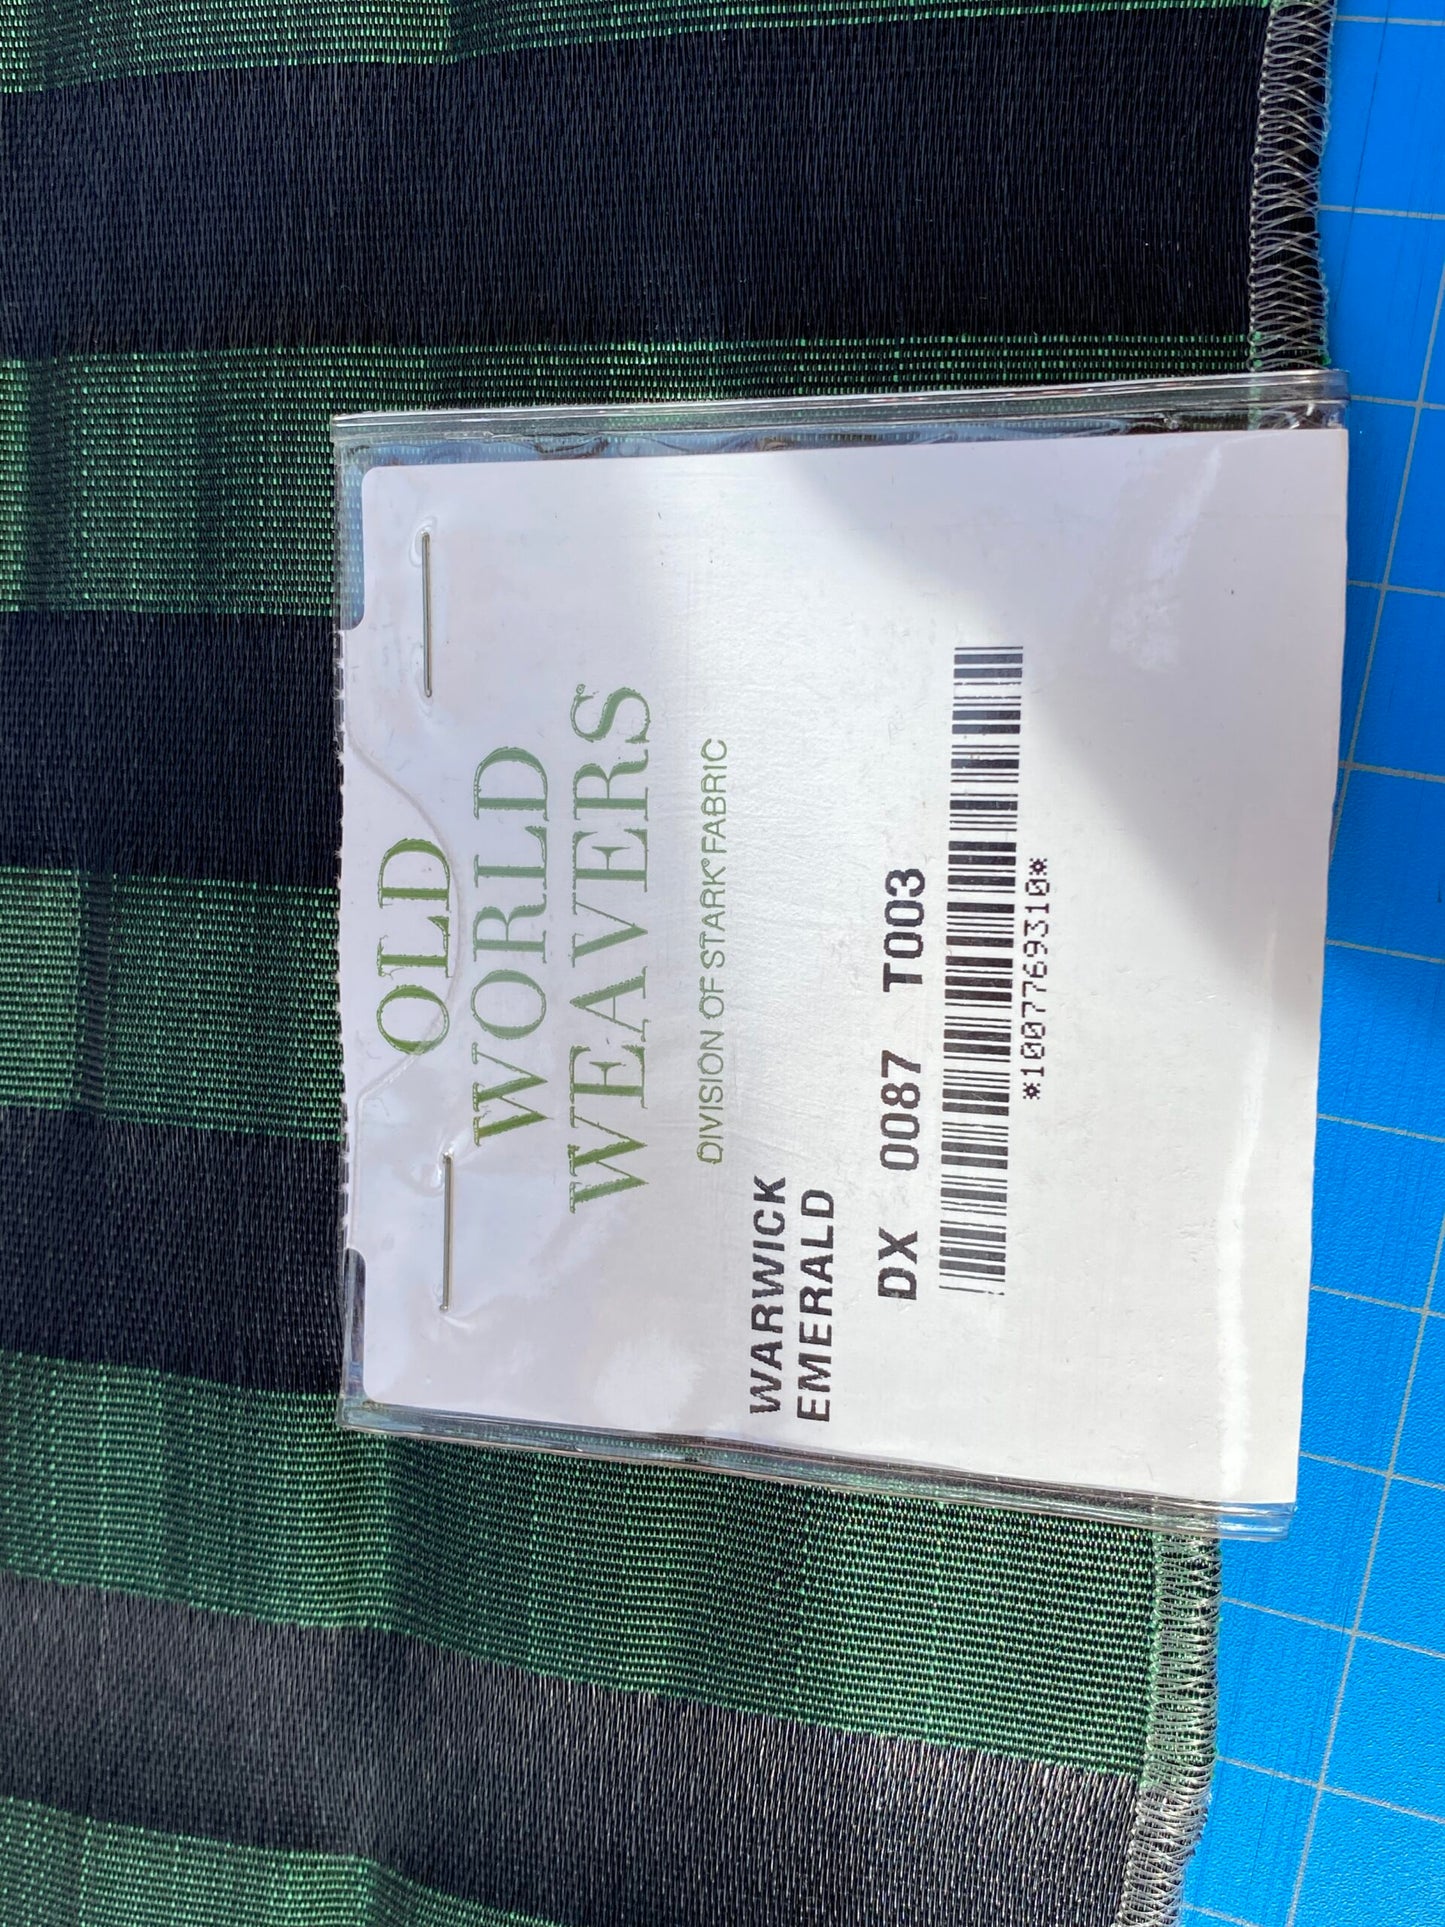 OLD
WORLD
WEAVERS®
DIVISION OF STARK® FABRIC
WARWICK
EMERALD
DX 0087 T003
*1007769310*